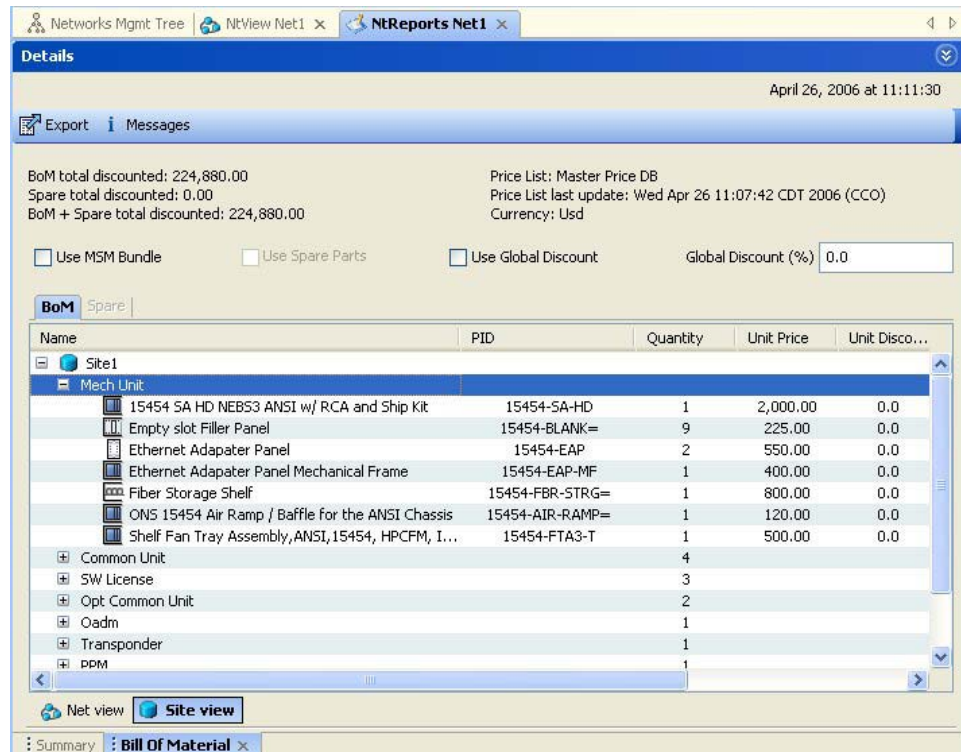 Networks Mgmt Tree NtView Net1 NtReports Net1
Details
April 26, 2006 at 11:11:30
Export Messages
BoM total discounted: 224,880.00 Price List: Master Price DB
Spare total discounted: 0.00 Price List last update: Wed Apr 26 11:07:42 CDT 2006 (CCO)
BoM + Spare total discounted: 224,880.00 Currency: Usd
Use MSM Bundle Use Spare Parts Use Global Discount Global Discount (%) 0.0
BoM Spare
Name PID Quantity Unit Price Unit Disco...
Site1
Mech Unit
15454 SA HD NEBS3 ANSI w/ RCA and Ship Kit 15454-SA-HD 1 2,000.00 0.0
Empty slot Filler Panel 15454-BLANK= 9 225.00 0.0
Ethernet Adapater Panel 15454-EAP 2 550.00 0.0
Ethernet Adapater Panel Mechanical Frame 15454-EAP-MF 1 400.00 0.0
Fiber Storage Shelf 15454-FBR-STRG= 1 800.00 0.0
ONS 15454 Air Ramp / Baffle for the ANSI Chassis 15454-AIR-RAMP= 1 120.00 0.0
Shelf Fan Tray Assembly,ANSI,15454, HPCFM, I... 15454-FTA3-T 1 500.00 0.0
Common Unit 4
SW License 3
Opt Common Unit 2
Oadm 1
Transponder 1
PPM 1
Net view Site view
Summary Bill Of Material